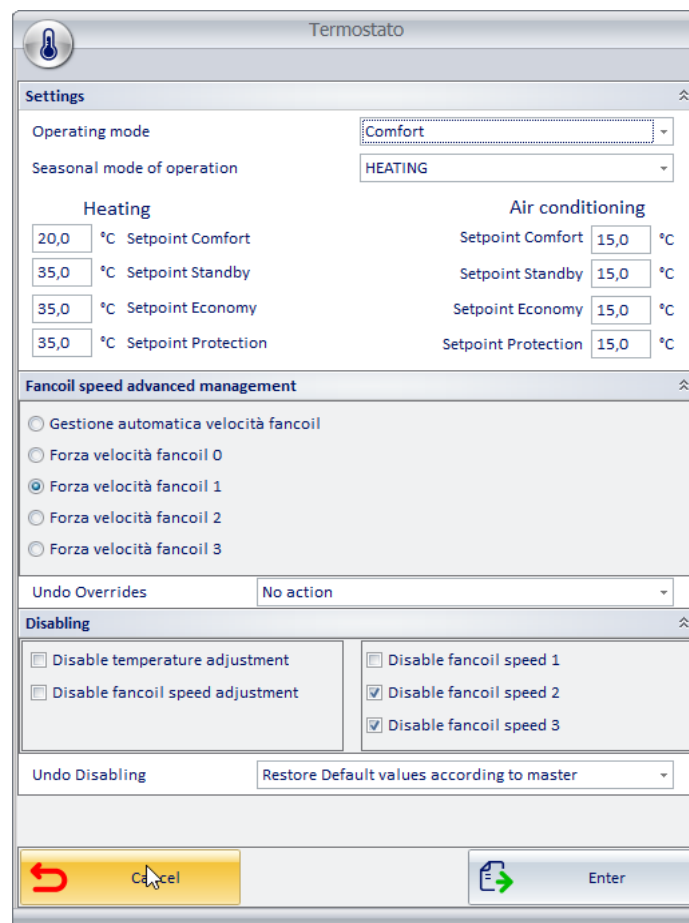 Termostato
Settings
Operating mode Comfort
Seasonal mode of operation HEATING
Heating Air conditioning
20,0 °C Setpoint Comfort Setpoint Comfort 15,0 °C
35,0 °C Setpoint Standby Setpoint Standby 15,0 °C
35,0 °C Setpoint Economy Setpoint Economy 15,0 °C
35,0 °C Setpoint Protection Setpoint Protection 15,0 °C
Fancoil speed advanced management
Gestione automatica velocità fancoil
Forza velocità fancoil 0
Forza velocità fancoil 1
Forza velocità fancoil 2
Forza velocità fancoil 3
Undo Overrides No action
Disabling
Disable temperature adjustment Disable fancoil speed 1
Disable fancoil speed adjustment Disable fancoil speed 2
Disable fancoil speed 3
Undo Disabling Restore Default values according to master
Cancel Enter